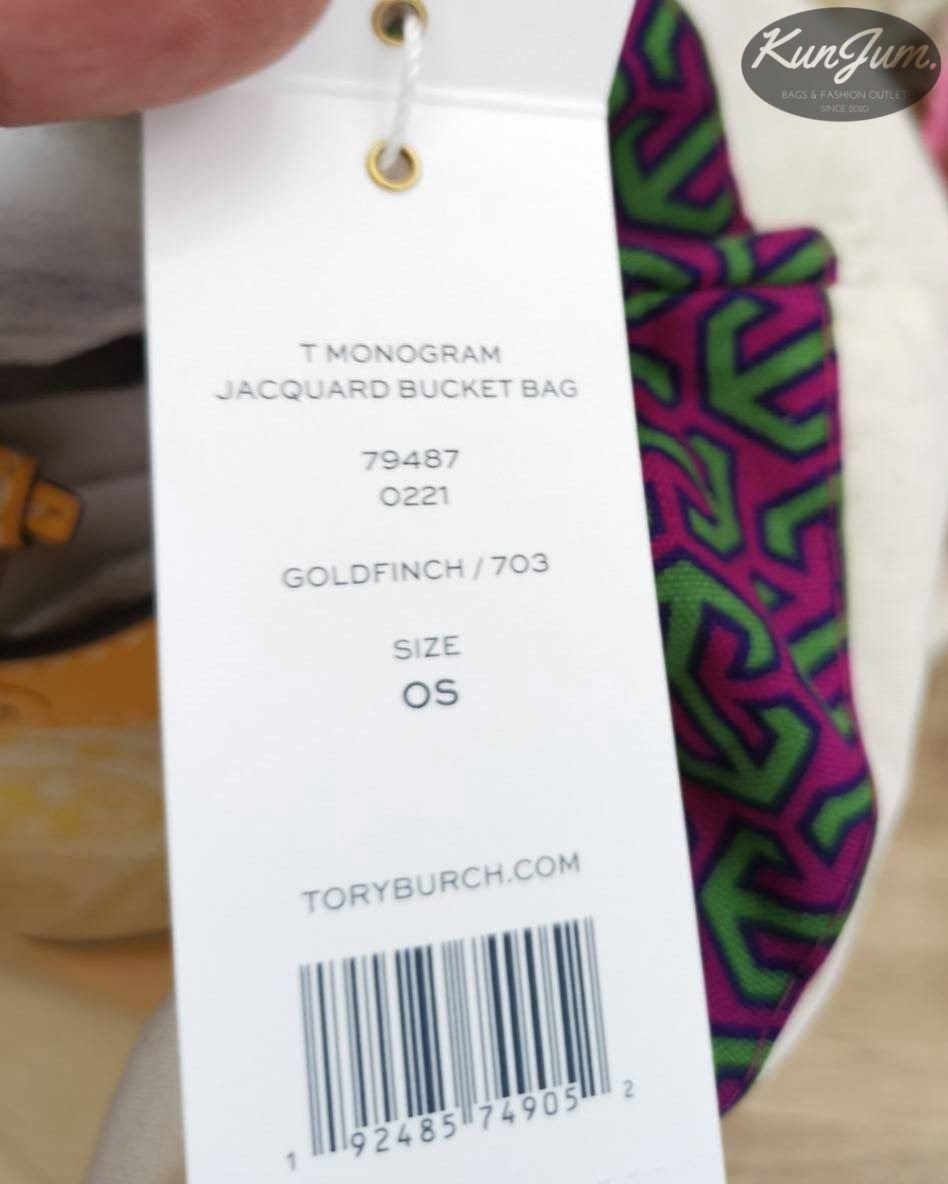 KunJum.
BAGS & FASHION OUTLET
SINCE 2020
T MONOGRAM
JACQUARD BUCKET BAG
79487
0221
GOLDFINCH / 703
SIZE
OS
TORYBURCH.COM
1 92485 74905 2